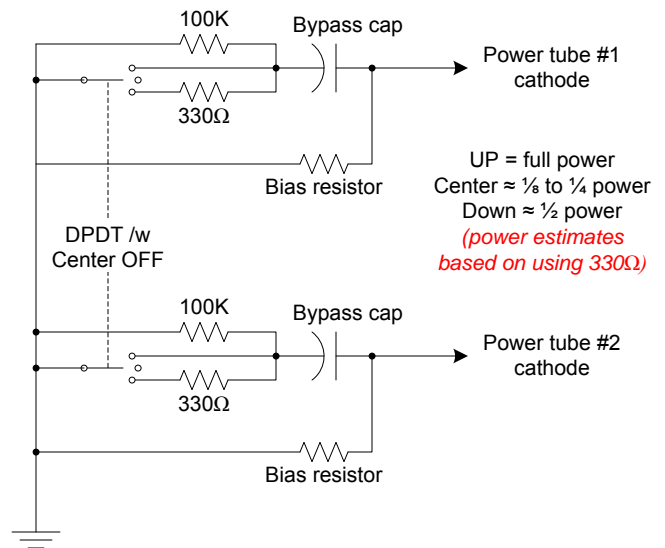 100K
Bypass cap
Power tube #1
cathode
330Ω
Bias resistor
UP = full power
Center ≈ ⅛ to ¼ power
Down ≈ ½ power
(power estimates
based on using 330Ω)
DPDT /w
Center OFF
100K
Bypass cap
Power tube #2
cathode
330Ω
Bias resistor